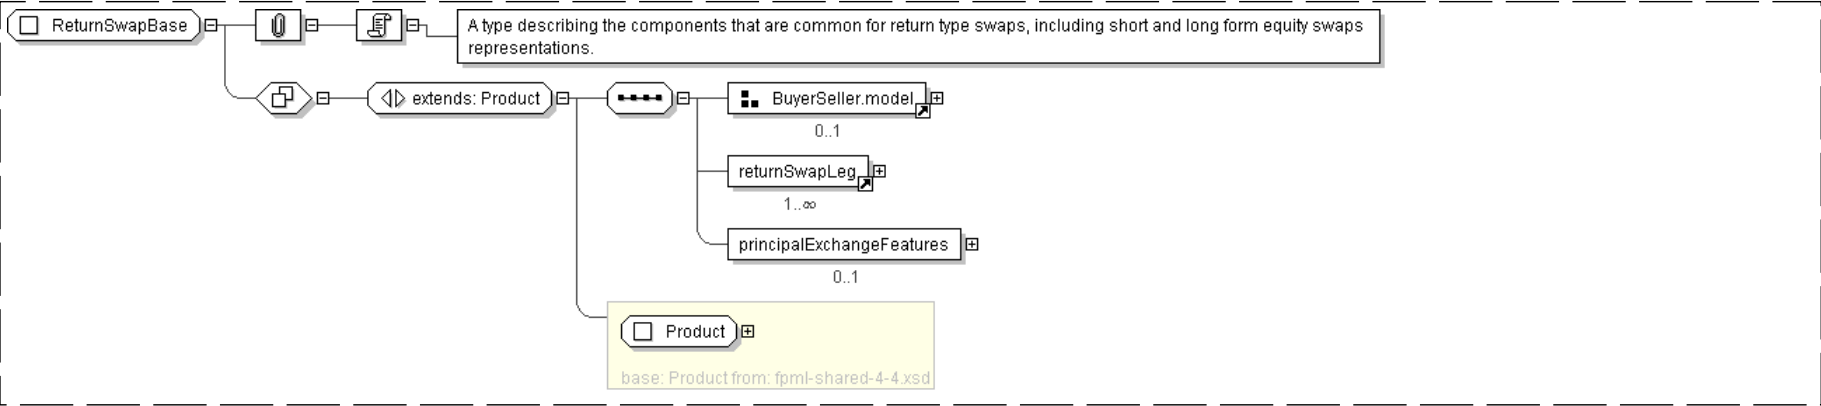 ReturnSwapBase
A type describing the components that are common for return type swaps, including short and long form equity swaps
representations.
extends: Product
BuyerSeller.model
0..1
returnSwapLeg
1..∞
principalExchangeFeatures
0..1
Product
base: Product from: fpml-shared-4-4.xsd